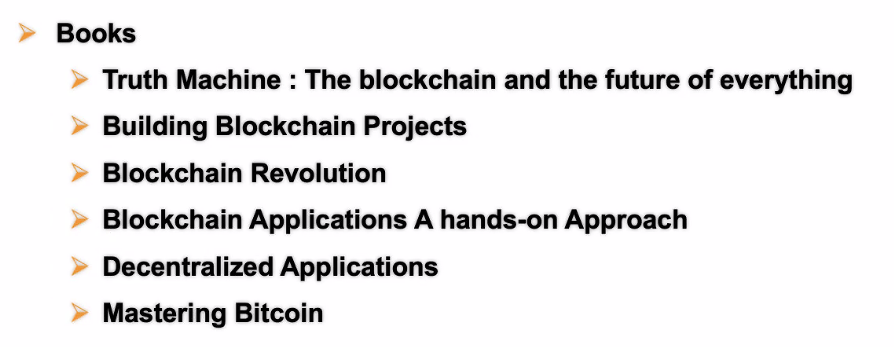 Books
Truth Machine : The blockchain and the future of everything
Building Blockchain Projects
Blockchain Revolution
Blockchain Applications A hands-on Approach
Decentralized Applications
Mastering Bitcoin